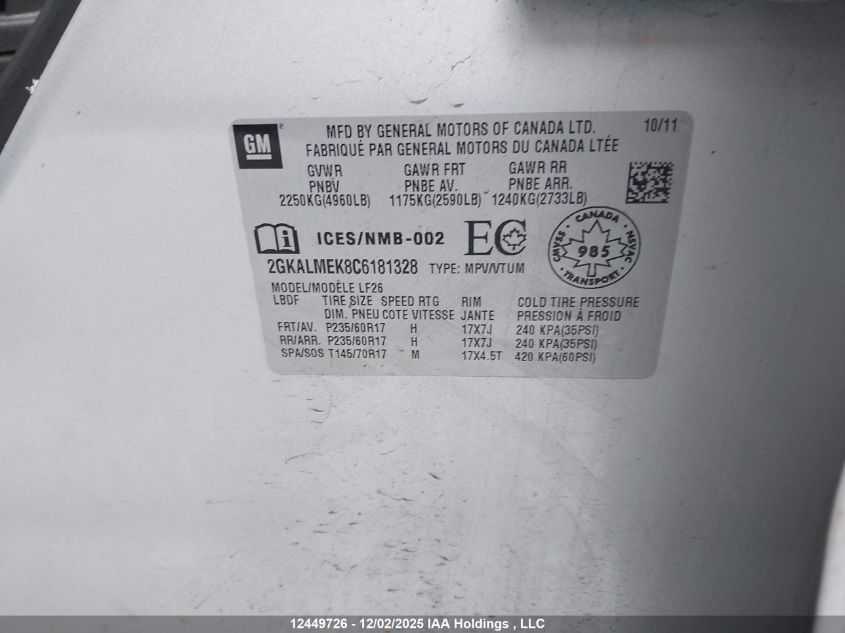 GM
MFD BY GENERAL MOTORS OF CANADA LTD. 10/11
FABRIQUÉ PAR GENERAL MOTORS DU CANADA LTÉE
GVWR GAWR FRT GAWR RR
PNBV PNBE AV. PNBE ARR.
2250KG(4960LB) 1175KG(2590LB) 1240KG(2733LB)
i ICES/NMB-002 EC
CANADA
CMVSS 985 NSVAC
TRANSPORT
2GKALMEK8C6181328 TYPE: MPV/VTUM
MODEL/MODÈLE LF26
LBDF TIRE SIZE SPEED RTG RIM COLD TIRE PRESSURE
DIM. PNEU COTE VITESSE JANTE PRESSION À FROID
FRT/AV. P235/60R17 H 17X7J 240 KPA(35PSI)
RR/ARR. P235/60R17 H 17X7J 240 KPA(35PSI)
SPA/SOS T145/70R17 M 17X4.5T 420 KPA(60PSI)
12449726 - 12/02/2025 IAA Holdings , LLC